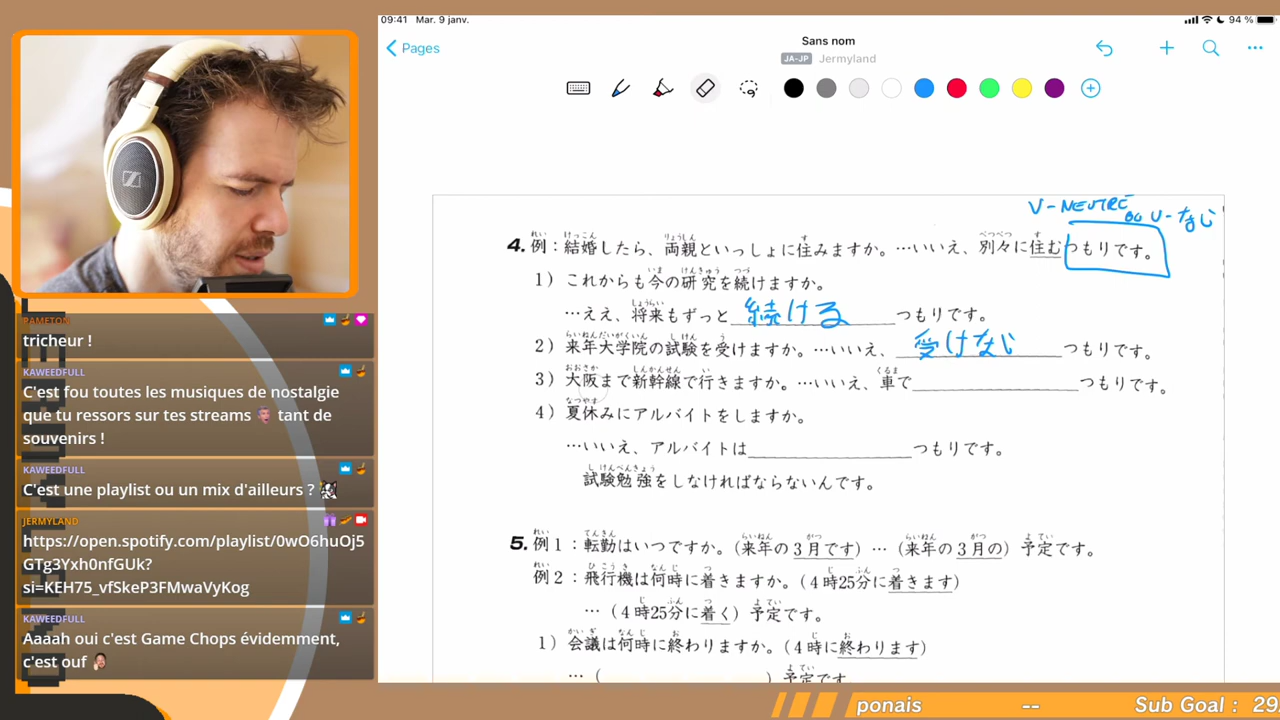 09:41 Mar. 9 janv.
94 %
Pages
Sans nom
JA-JP Jermyland
V-NEUTRE ou V-ない
4. 例：結婚したら、両親といっしょに住みますか。…いいえ、別々に住むつもりです。
1）これからも今の研究を続けますか。
…ええ、将来もずっと 続ける つもりです。
2）来年大学院の試験を受けますか。…いいえ、 受けない つもりです。
3）大阪まで新幹線で行きますか。…いいえ、車で＿＿＿＿つもりです。
4）夏休みにアルバイトをしますか。
…いいえ、アルバイトは＿＿＿＿つもりです。
試験勉強をしなければならないんです。
5. 例1：転勤はいつですか。（来年の3月です）…（来年の3月の）予定です。
例2：飛行機は何時に着きますか。（4時25分に着きます）
…（4時25分に着く）予定です。
1）会議は何時に終わりますか。（4時に終わります）
…（ ）予定です
PAMETON
tricheur !
KAWEEDFULL
C'est fou toutes les musiques de nostalgie
que tu ressors sur tes streams tant de
souvenirs !
KAWEEDFULL
C'est une playlist ou un mix d'ailleurs ?
JERMYLAND
https://open.spotify.com/playlist/0wO6huOj5
GTg3Yxh0nfGUk?
si=KEH75_vfSkeP3FMwaVyKog
KAWEEDFULL
Aaaah oui c'est Game Chops évidemment,
c'est ouf
ponais -- Sub Goal : 29